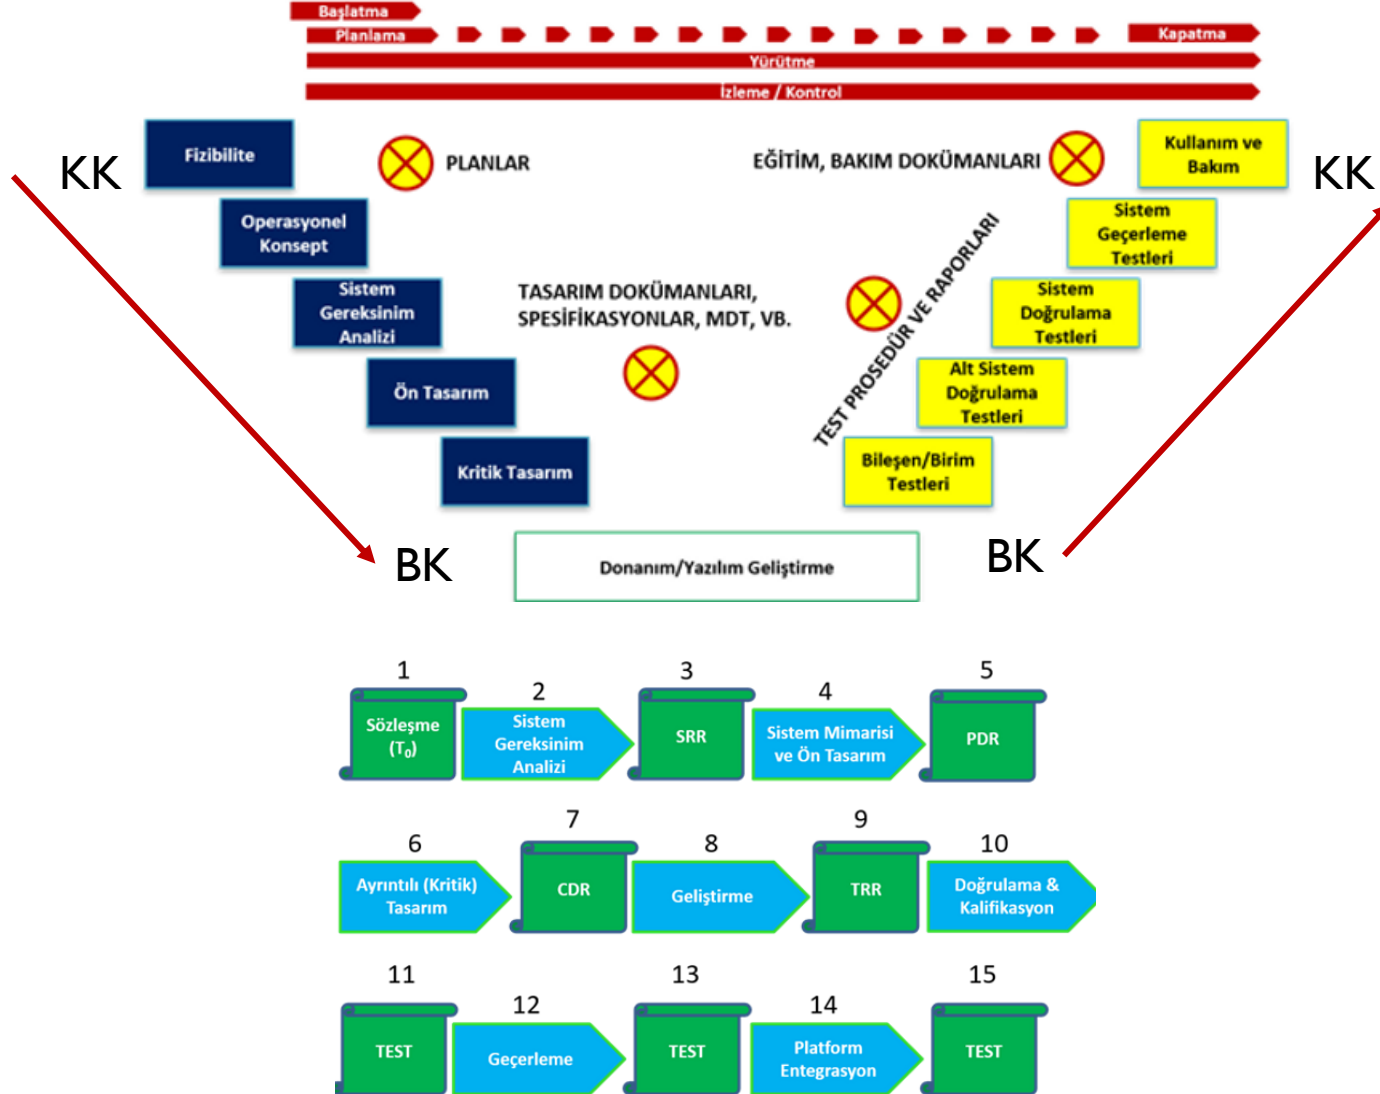 Başlatma
Planlama
Kapatma
Yürütme
İzleme / Kontrol
KK
Fizibilite
PLANLAR
EĞİTİM, BAKIM DOKÜMANLARI
Kullanım ve
Bakım
KK
Operasyonel
Konsept
Sistem
Geçerleme
Testleri
Sistem
Gereksinim
Analizi
TASARIM DOKÜMANLARI,
SPESİFİKASYONLAR, MDT, VB.
TEST PROSEDÜR VE RAPORLARI
Sistem
Doğrulama
Testleri
Ön Tasarım
Alt Sistem
Doğrulama
Testleri
Kritik Tasarım
Bileşen/Birim
Testleri
BK
Donanım/Yazılım Geliştirme
BK
1
2
3
4
5
Sözleşme
(T₀)
Sistem
Gereksinim
Analizi
SRR
Sistem Mimarisi
ve Ön Tasarım
PDR
6
7
8
9
10
Ayrıntılı (Kritik)
Tasarım
CDR
Geliştirme
TRR
Doğrulama &
Kalifikasyon
11
12
13
14
15
TEST
Geçerleme
TEST
Platform
Entegrasyon
TEST